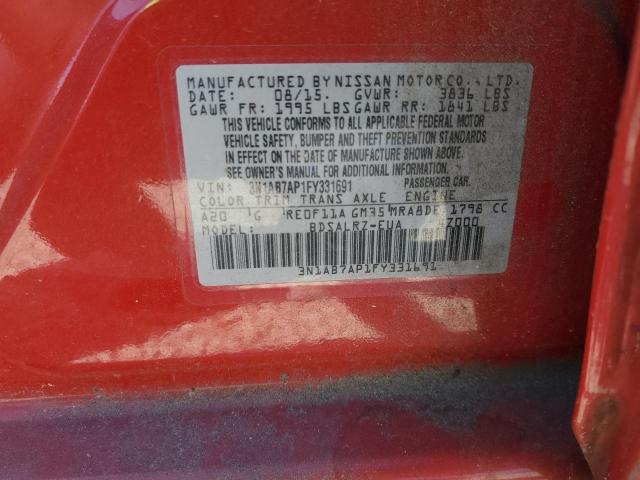 MANUFACTURED BY NISSAN MOTOR CO., LTD.
DATE: 08/15. GVWR: 3836 LBS
GAWR FR: 1995 LBS GAWR RR: 1841 LBS
THIS VEHICLE CONFORMS TO ALL APPLICABLE FEDERAL MOTOR
VEHICLE SAFETY, BUMPER, AND THEFT PREVENTION STANDARDS
IN EFFECT ON THE DATE OF MANUFACTURE SHOWN ABOVE.
SEE OWNER'S MANUAL FOR ADDITIONAL INFORMATION.
VIN: 3N1AB7AP1FY331691 PASSENGER CAR.
COLOR TRIM TRANS AXLE ENGINE
A20 G RE0F11A GM35 MRA8DE 1798 CC
MODEL: BDSALRZ-EUA Z000
3N1AB7AP1FY331691